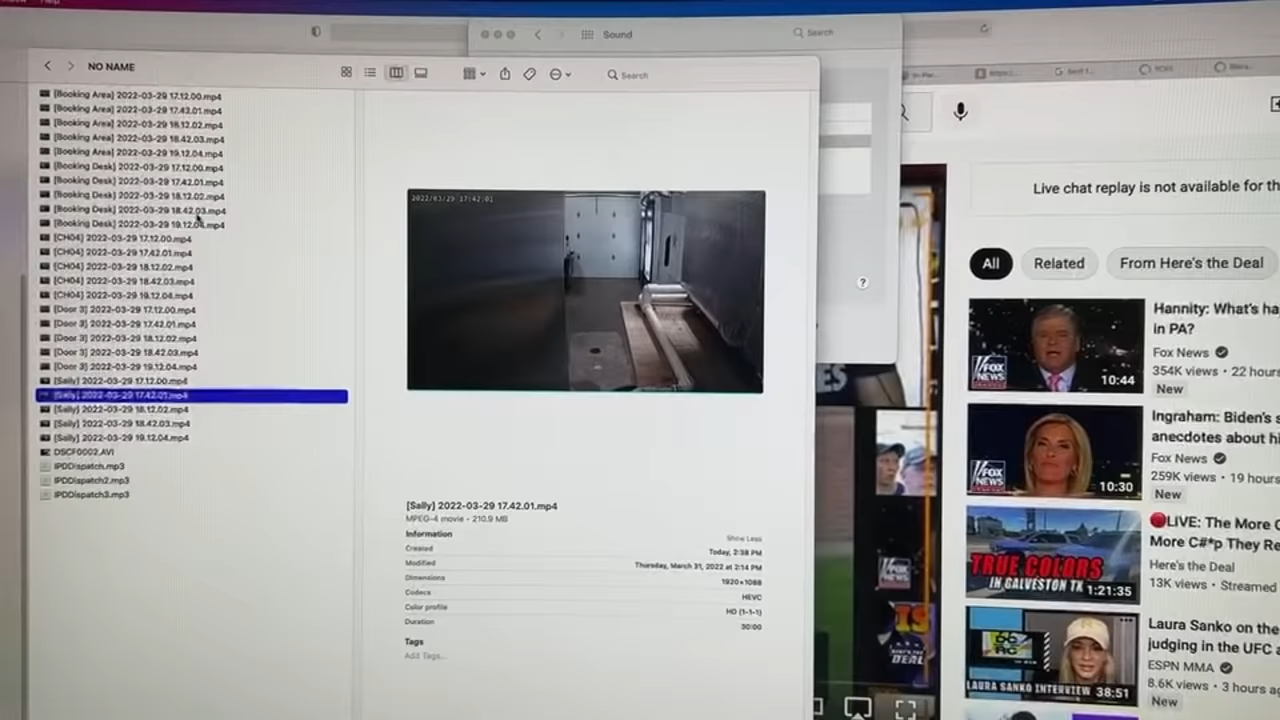 Help
Sound
Search
NO NAME
Search
[Booking Area] 2022-03-29 17.12.00.mp4
[Booking Area] 2022-03-29 17.42.01.mp4
[Booking Area] 2022-03-29 18.12.02.mp4
[Booking Area] 2022-03-29 18.42.03.mp4
[Booking Area] 2022-03-29 19.12.04.mp4
[Booking Desk] 2022-03-29 17.12.00.mp4
[Booking Desk] 2022-03-29 17.42.01.mp4
[Booking Desk] 2022-03-29 18.12.02.mp4
[Booking Desk] 2022-03-29 18.42.03.mp4
[Booking Desk] 2022-03-29 19.12.04.mp4
[CH04] 2022-03-29 17.12.00.mp4
[CH04] 2022-03-29 17.42.01.mp4
[CH04] 2022-03-29 18.12.02.mp4
[CH04] 2022-03-29 18.42.03.mp4
[CH04] 2022-03-29 19.12.04.mp4
[Door 3] 2022-03-29 17.12.00.mp4
[Door 3] 2022-03-29 17.42.01.mp4
[Door 3] 2022-03-29 18.12.02.mp4
[Door 3] 2022-03-29 18.42.03.mp4
[Door 3] 2022-03-29 19.12.04.mp4
[Sally] 2022-03-29 17.12.00.mp4
[Sally] 2022-03-29 17.42.01.mp4
[Sally] 2022-03-29 18.12.02.mp4
[Sally] 2022-03-29 18.42.03.mp4
[Sally] 2022-03-29 19.12.04.mp4
DSCF0002.AVI
IPDDispatch.mp3
IPDDispatch2.mp3
IPDDispatch3.mp3
2022/03/29 17:42:01
[Sally] 2022-03-29 17.42.01.mp4
MPEG-4 movie - 210.9 MB
Information
Show Less
Created
Today, 2:38 PM
Modified
Thursday, March 31, 2022 at 2:14 PM
Dimensions
1920×1088
Codecs
HEVC
Color profile
HD (1-1-1)
Duration
30:00
Tags
Add Tags...
?
ES
FOX
NEWS
IS
DEAL
Live chat replay is not available for th
All
Related
From Here's the Deal
FOX
NEWS
10:44
Hannity: What's ha
in PA?
Fox News
354K views • 22 hours
New
FOX
NEWS
10:30
Ingraham: Biden's s
anecdotes about hi
Fox News
259K views • 19 hours
New
TRUE COLORS
IN GALVESTON TX
1:21:35
LIVE: The More C
More C#*p They Re
Here's the Deal
13K views • Streamed
LAURA SANKO INTERVIEW
38:51
Laura Sanko on the
judging in the UFC a
ESPN MMA
8.6K views • 3 hours ag
New